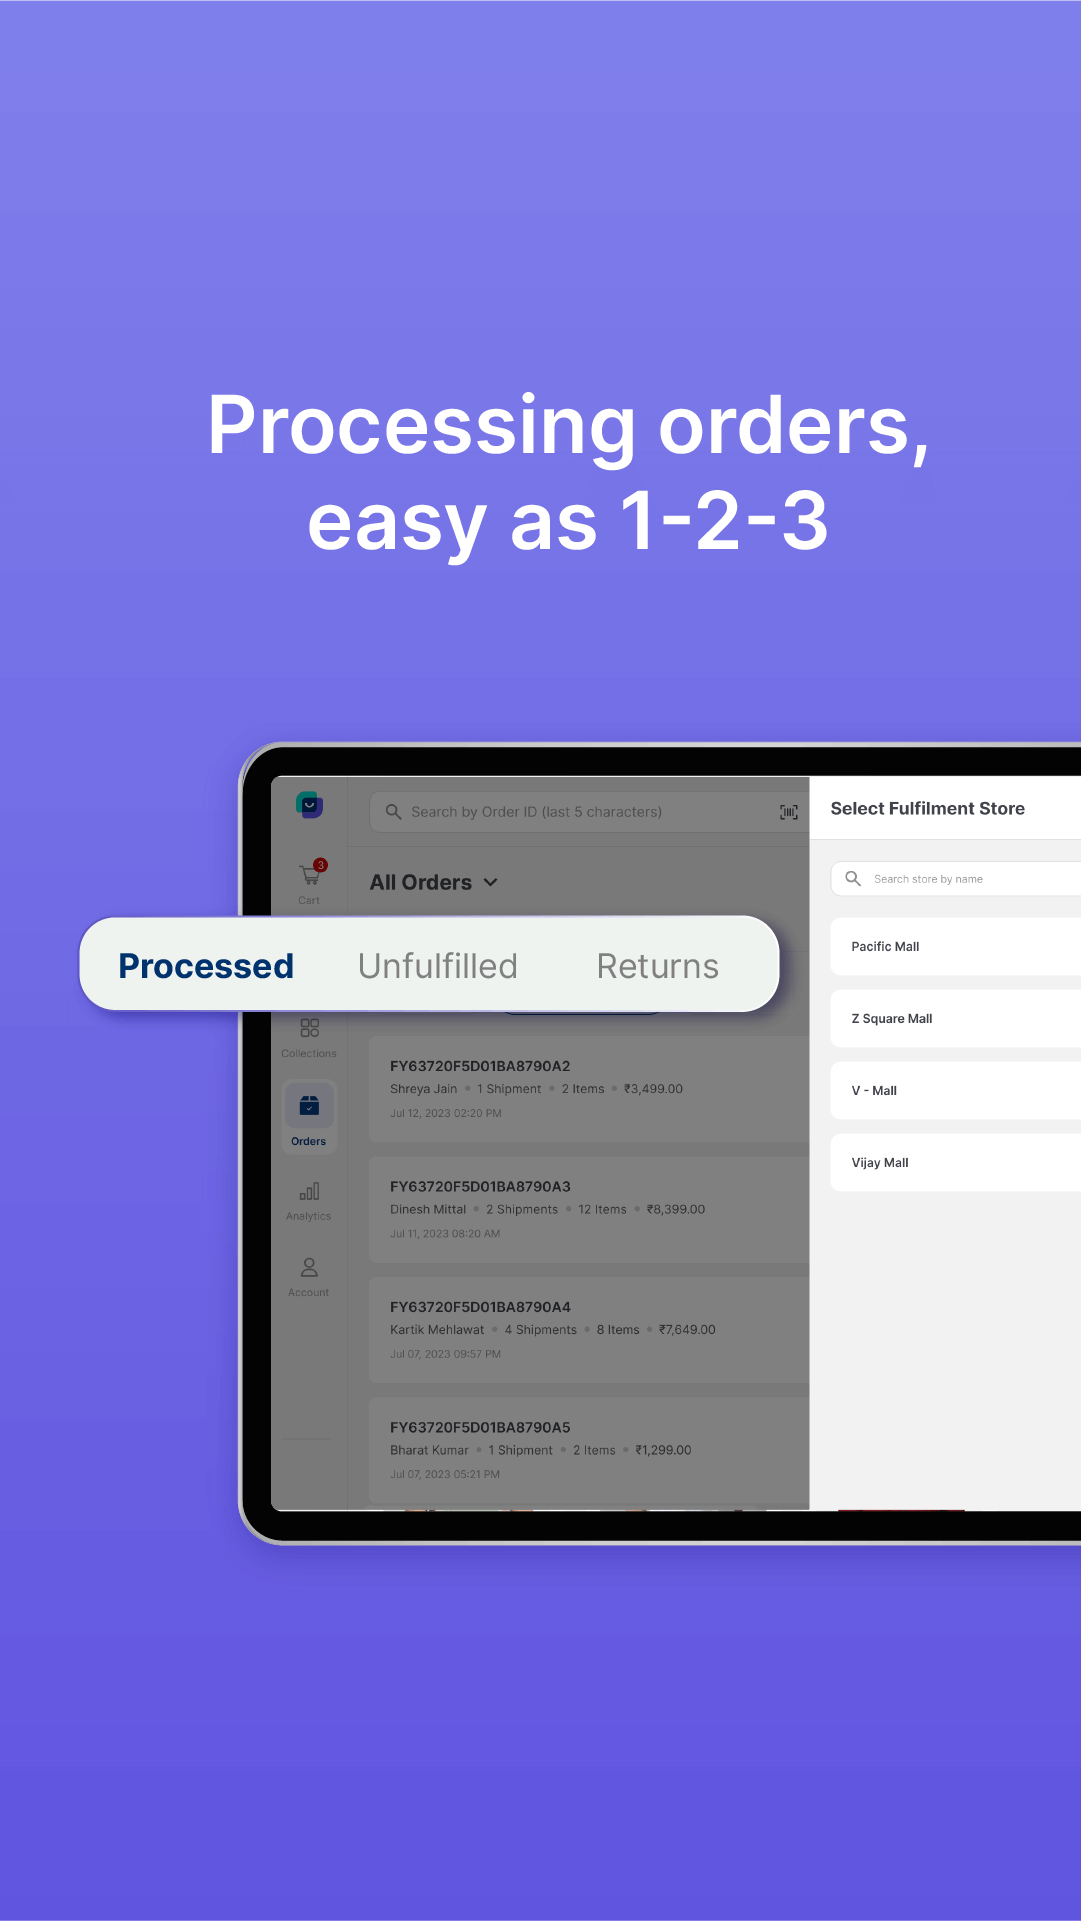 Processing orders,
easy as 1-2-3
Search by Order ID (last 5 characters)
Select Fulfilment Store
3
Cart
All Orders
Search store by name
Processed Unfulfilled Returns
Pacific Mall
Z Square Mall
V - Mall
Vijay Mall
Collections
Orders
Analytics
Account
FY63720F5D01BA8790A2
Shreya Jain • 1 Shipment • 2 Items • ₹3,499.00
Jul 12, 2023 02:20 PM
FY63720F5D01BA8790A3
Dinesh Mittal • 2 Shipments • 12 Items • ₹8,399.00
Jul 11, 2023 08:20 AM
FY63720F5D01BA8790A4
Kartik Mehlawat • 4 Shipments • 8 Items • ₹7,649.00
Jul 07, 2023 09:57 PM
FY63720F5D01BA8790A5
Bharat Kumar • 1 Shipment • 2 Items • ₹1,299.00
Jul 07, 2023 05:21 PM